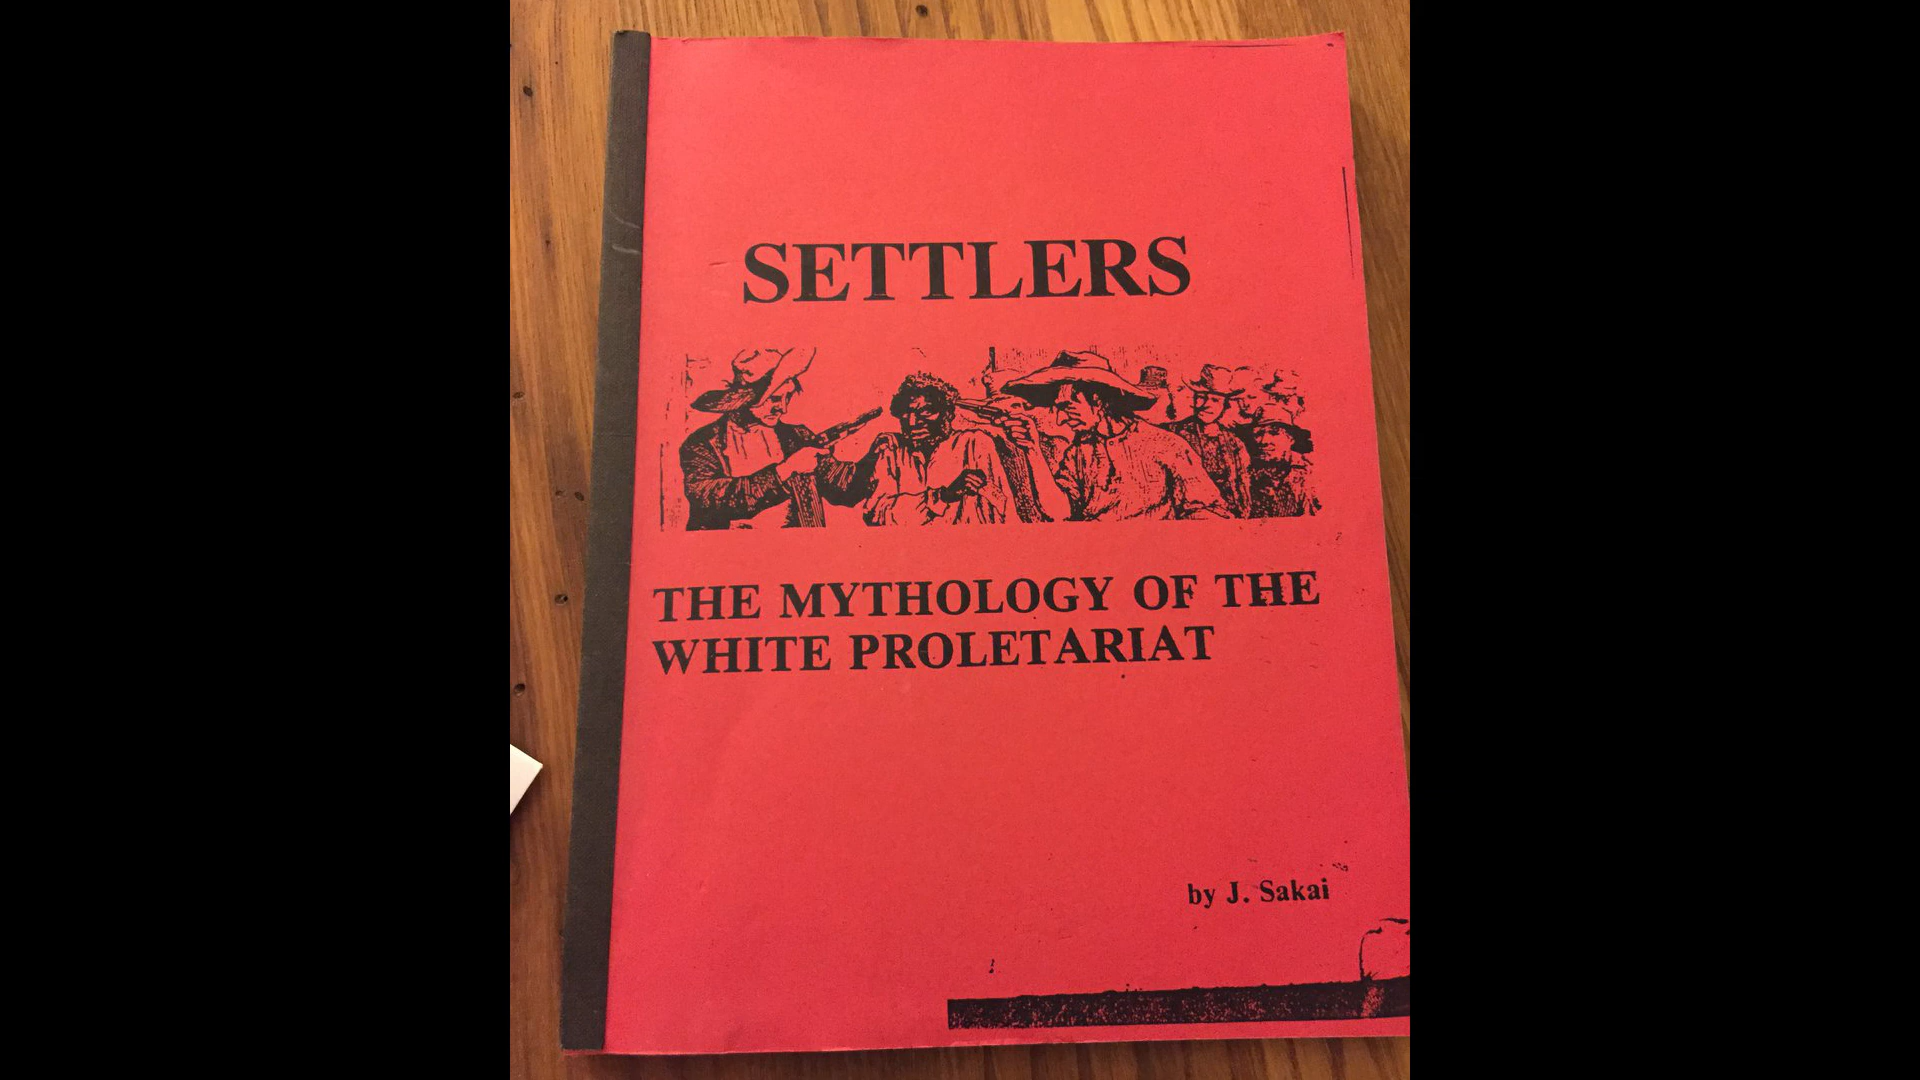 SETTLERS
THE MYTHOLOGY OF THE
WHITE PROLETARIAT
by J. Sakai